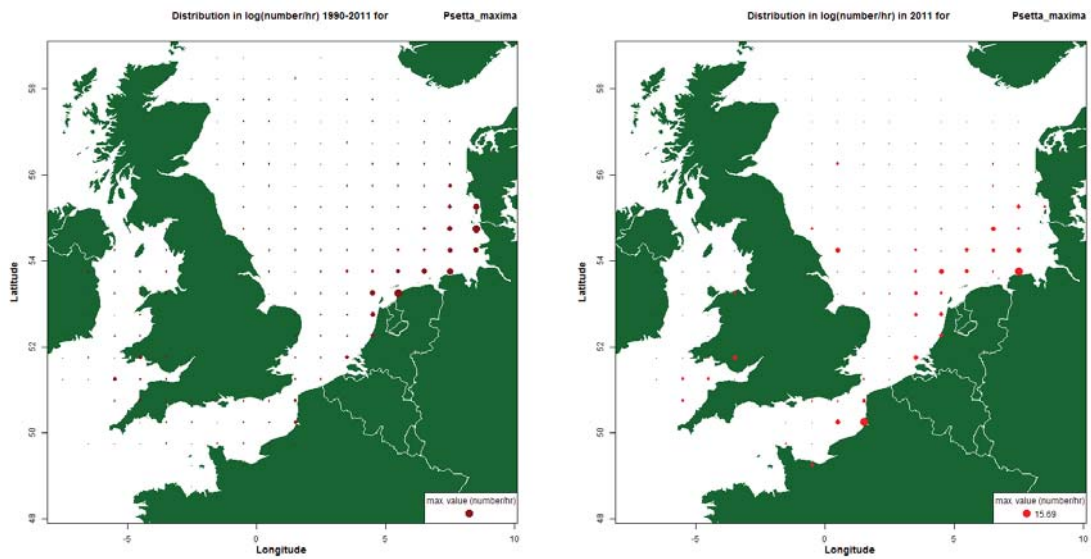 Distribution in log(number/hr) 1990-2011 for Psetta_maxima
Latitude
58
56
54
52
50
48
-5 0 5 10
Longitude
max. value (number/hr)
Distribution in log(number/hr) in 2011 for Psetta_maxima
Latitude
58
56
54
52
50
48
-5 0 5 10
Longitude
max. value (number/hr)
15.69